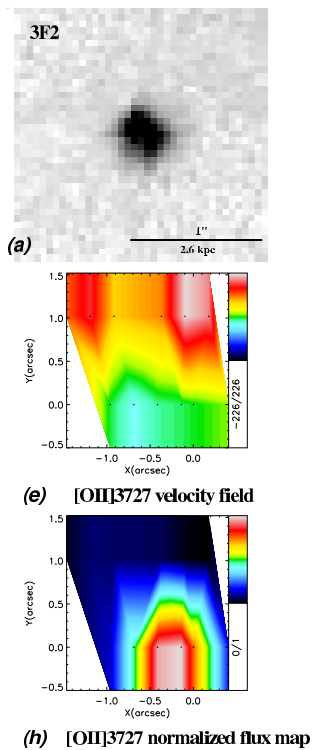 3F2
1"
2.6 kpc
(a)
1.5
1.0
0.5
0.0
-0.5
-1.0 -0.5 0.0
X(arcsec)
Y(arcsec)
-226/226
(e) [OII]3727 velocity field
1.5
1.0
0.5
0.0
-0.5
-1.0 -0.5 0.0
X(arcsec)
Y(arcsec)
0/1
(h) [OII]3727 normalized flux map